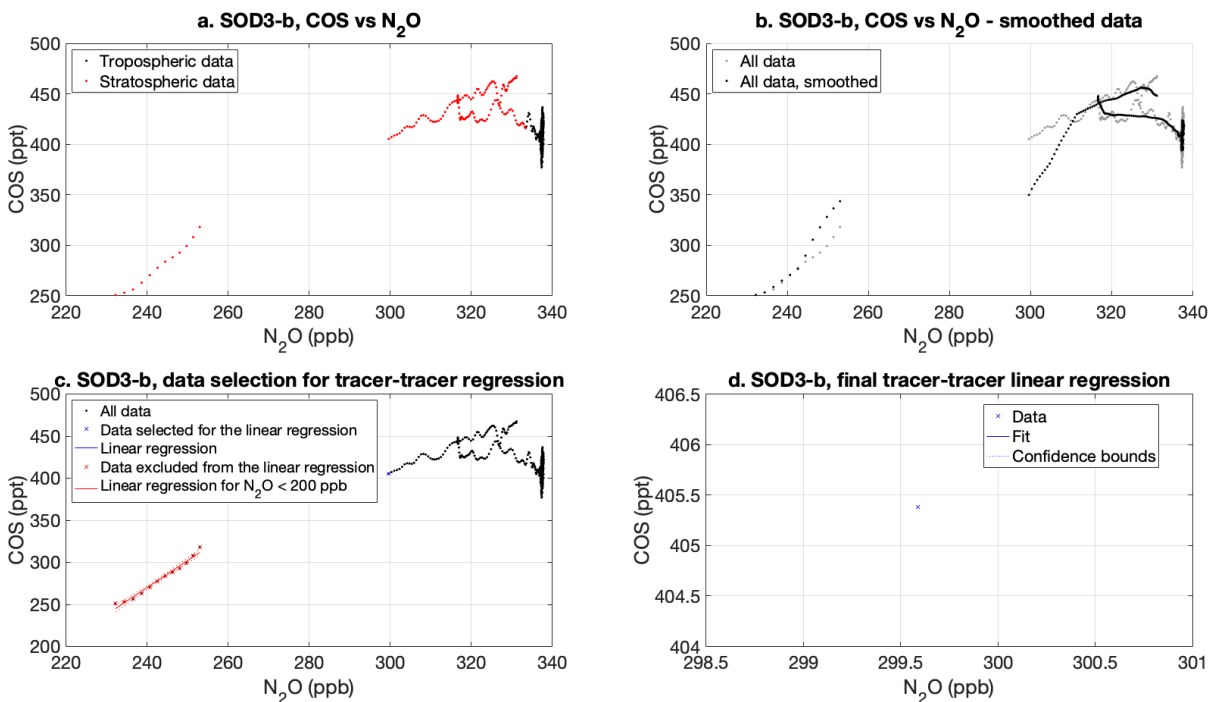 a. SOD3-b, COS vs N2O
500
450
400
350
300
250
COS (ppt)
Tropospheric data
Stratospheric data
220
240
260
280
300
320
340
N2O (ppb)
b. SOD3-b, COS vs N2O - smoothed data
500
450
400
350
300
250
COS (ppt)
All data
All data, smoothed
220
240
260
280
300
320
340
N2O (ppb)
c. SOD3-b, data selection for tracer-tracer regression
500
450
400
350
300
250
200
COS (ppt)
All data
Data selected for the linear regression
Linear regression
Data excluded from the linear regression
Linear regression for N2O < 200 ppb
220
240
260
280
300
320
340
N2O (ppb)
d. SOD3-b, final tracer-tracer linear regression
406.5
406
405.5
405
404.5
404
COS (ppt)
Data
Fit
Confidence bounds
298.5
299
299.5
300
300.5
301
N2O (ppb)